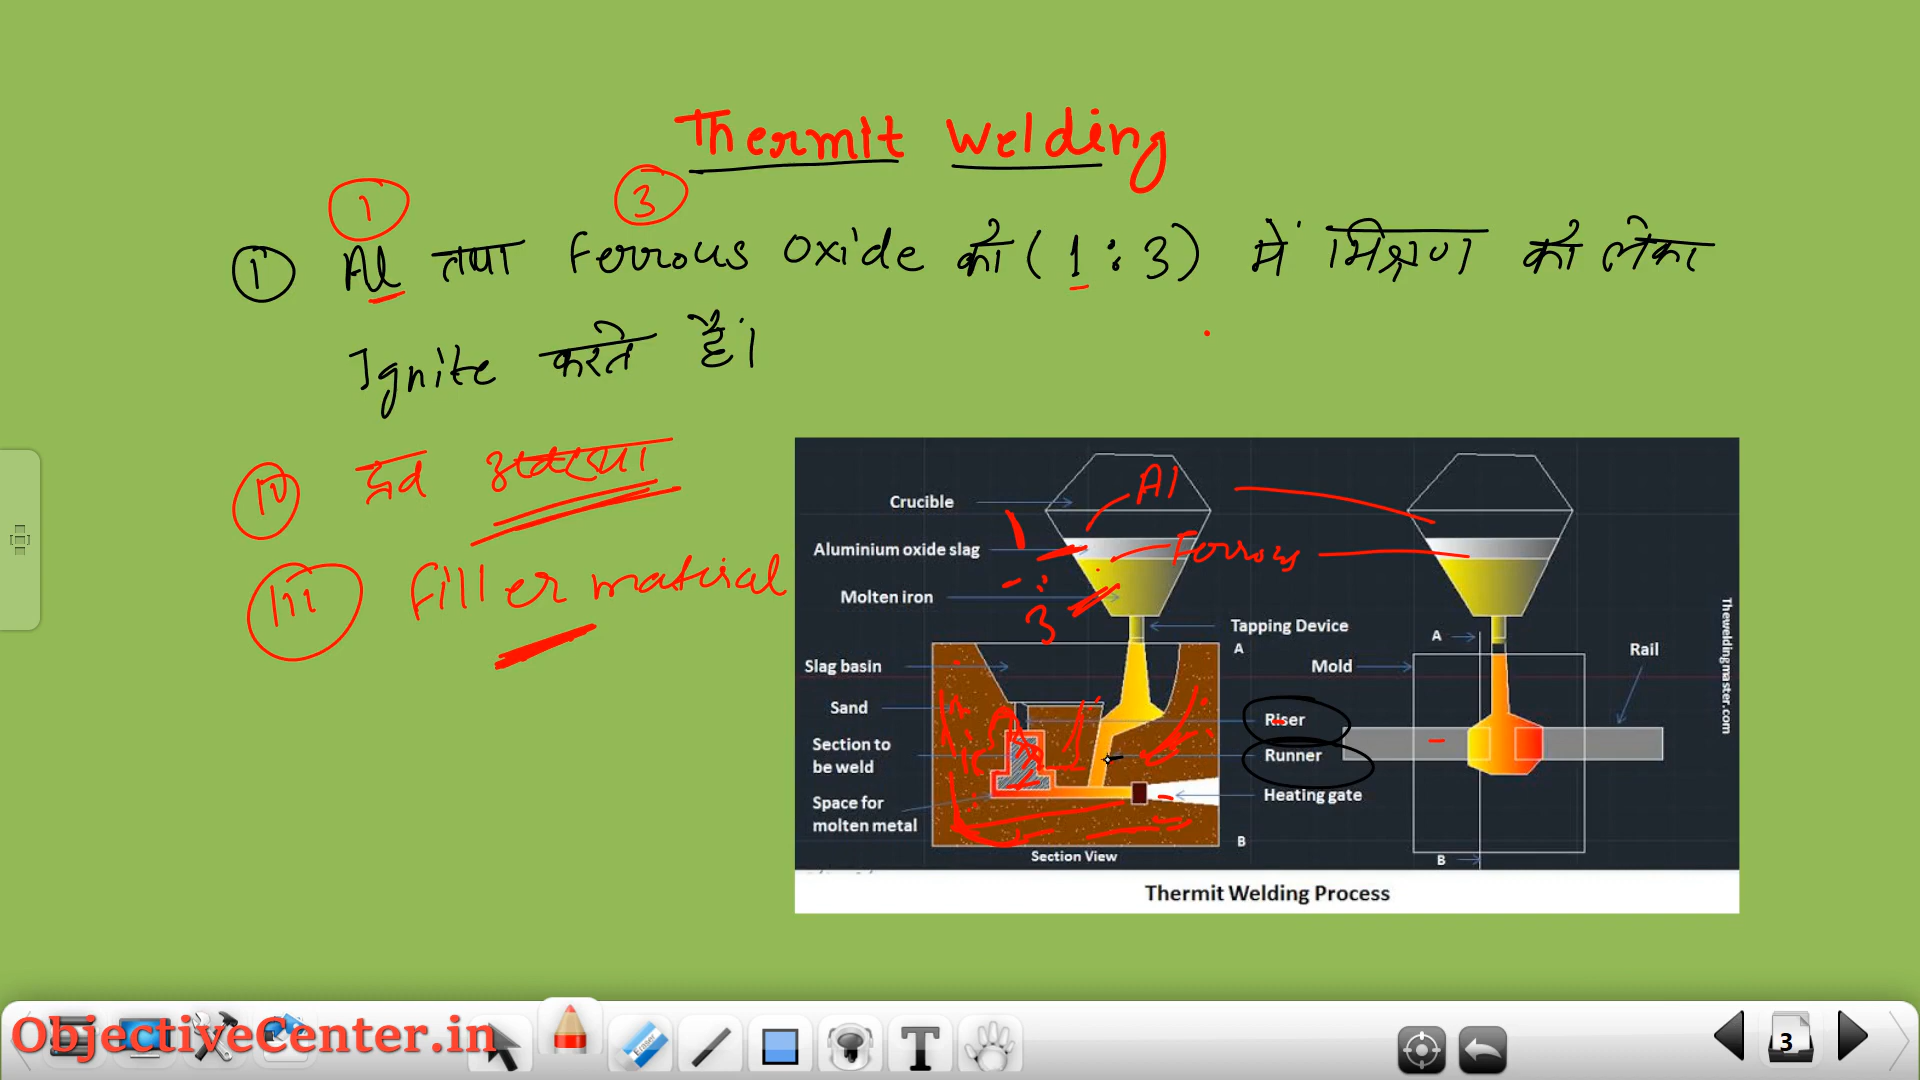 Thermit Welding
1 3
i Al तथा Ferrous Oxide को (1 : 3) में मिश्रण को लेकर
Ignite करते हैं।
ii द्रव अवस्था
iii Filler material
Crucible
Al
Aluminium oxide slag
Ferrous
1 : 3
Molten iron
Tapping Device
A
A
Slag basin
Mold
Rail
Sand
Riser
Section to
be weld
Runner
Space for
molten metal
Heating gate
B
B
Section View
Theweldingmaster.com
Thermit Welding Process
ObjectiveCenter.in
Eraser
T
3